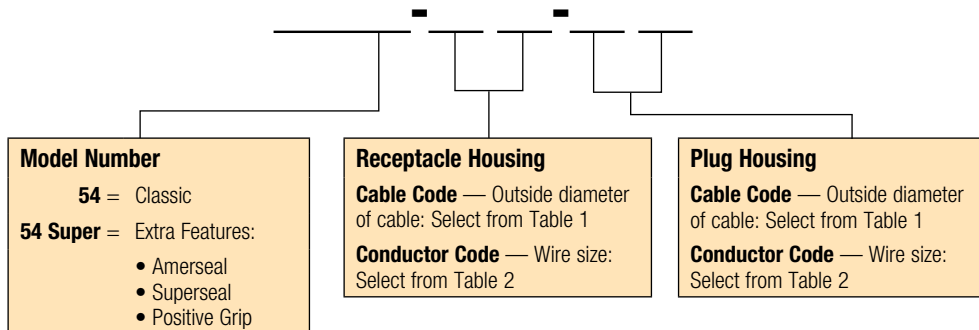 - -
Model Number
54 = Classic
54 Super = Extra Features:
• Amerseal
• Superseal
• Positive Grip
Receptacle Housing
Cable Code — Outside diameter
of cable: Select from Table 1
Conductor Code — Wire size:
Select from Table 2
Plug Housing
Cable Code — Outside diameter
of cable: Select from Table 1
Conductor Code — Wire size:
Select from Table 2